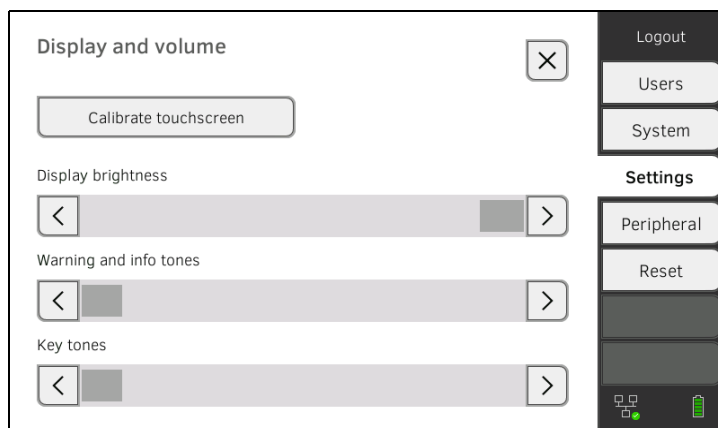 Display and volume
Calibrate touchscreen
Display brightness
Warning and info tones
Key tones
Logout
Users
System
Settings
Peripheral
Reset